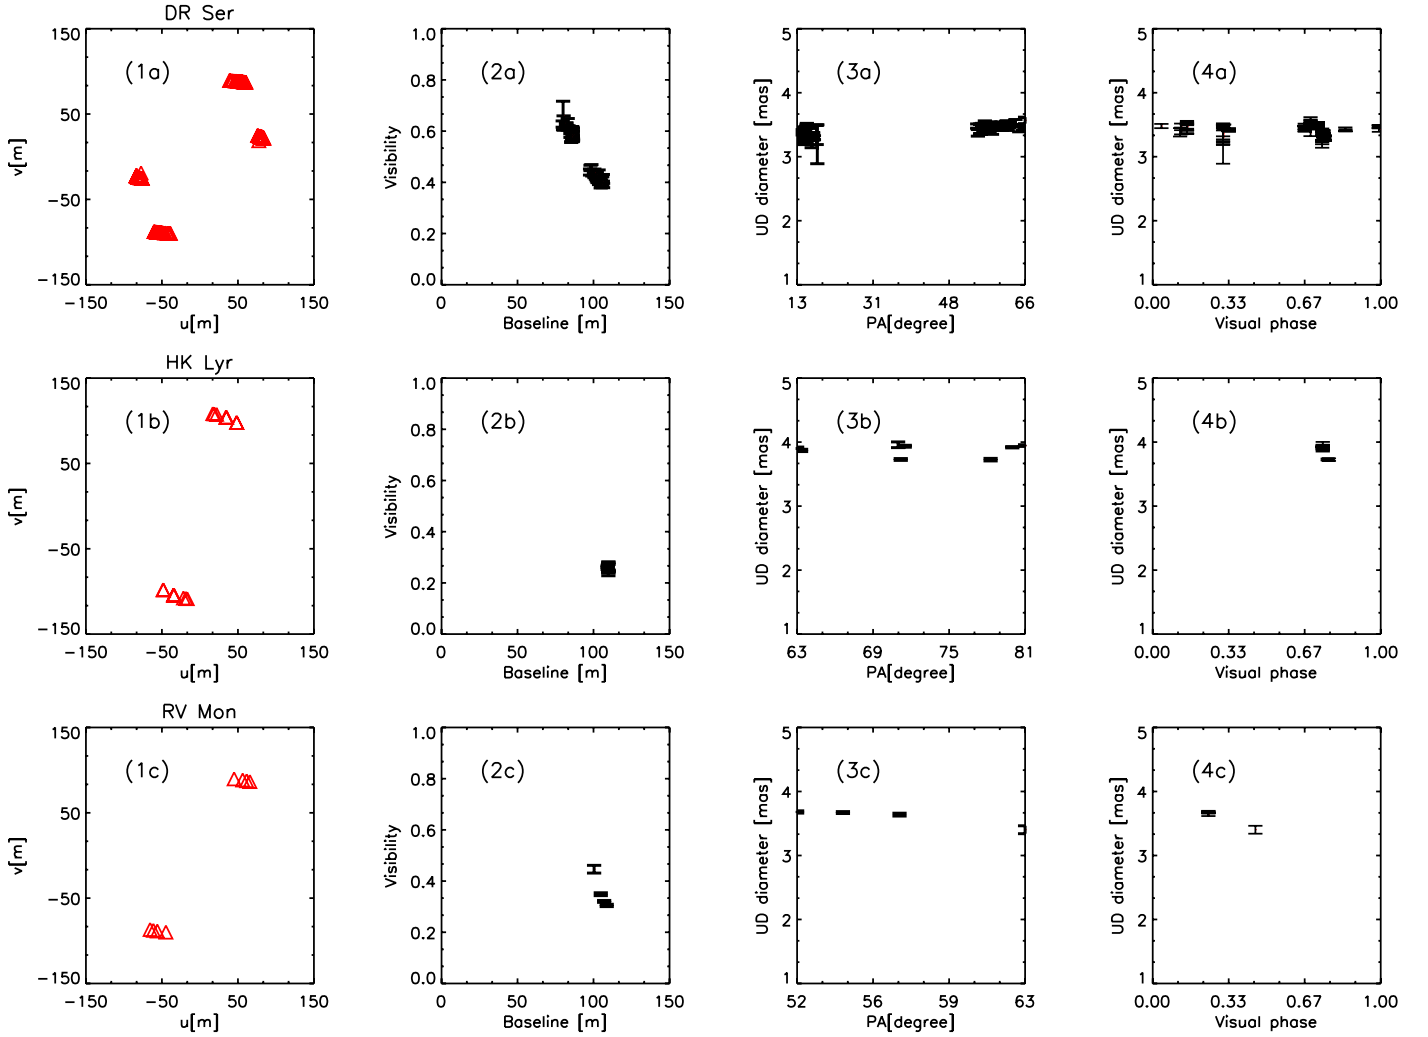 DR Ser
150
50
−50
−150
v[m]
(1a)
−150 −50 50 150
u[m]
1.0
0.8
0.6
0.4
0.2
0.0
Visibility
(2a)
0 50 100 150
Baseline [m]
5
4
3
2
1
UD diameter [mas]
(3a)
13 31 48 66
PA[degree]
5
4
3
2
1
UD diameter [mas]
(4a)
0.00 0.33 0.67 1.00
Visual phase
HK Lyr
150
50
−50
−150
v[m]
(1b)
−150 −50 50 150
u[m]
1.0
0.8
0.6
0.4
0.2
0.0
Visibility
(2b)
0 50 100 150
Baseline [m]
5
4
3
2
1
UD diameter [mas]
(3b)
63 69 75 81
PA[degree]
5
4
3
2
1
UD diameter [mas]
(4b)
0.00 0.33 0.67 1.00
Visual phase
RV Mon
150
50
−50
−150
v[m]
(1c)
−150 −50 50 150
u[m]
1.0
0.8
0.6
0.4
0.2
0.0
Visibility
(2c)
0 50 100 150
Baseline [m]
5
4
3
2
1
UD diameter [mas]
(3c)
52 56 59 63
PA[degree]
5
4
3
2
1
UD diameter [mas]
(4c)
0.00 0.33 0.67 1.00
Visual phase